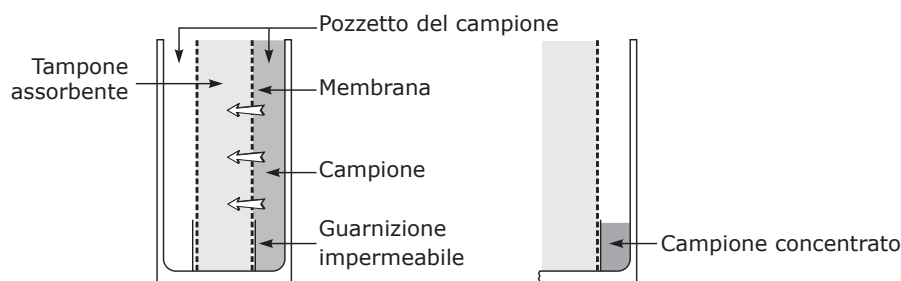 Pozzetto del campione
Tampone
assorbente
Membrana
Campione
Guarnizione
impermeabile
Campione concentrato